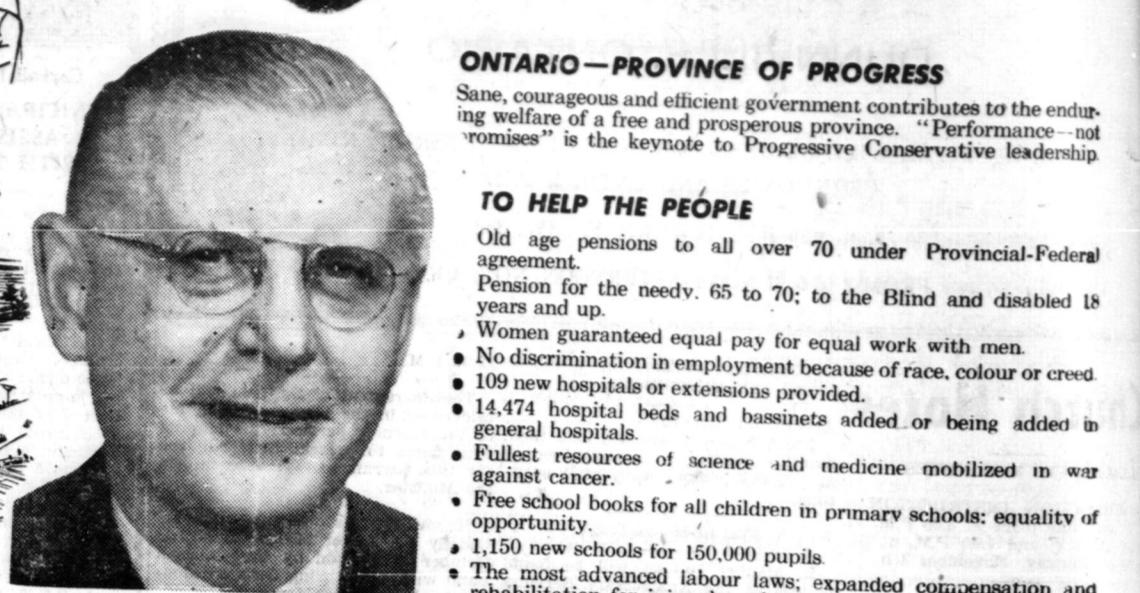 ONTARIO—PROVINCE OF PROGRESS
Sane, courageous and efficient government contributes to the endur-
ing welfare of a free and prosperous province. "Performance—not
romises" is the keynote to Progressive Conservative leadership
TO HELP THE PEOPLE
Old age pensions to all over 70 under Provincial-Federal
agreement.
Pension for the needy. 65 to 70; to the Blind and disabled 18
years and up.
Women guaranteed equal pay for equal work with men.
• No discrimination in employment because of race, colour or creed.
• 109 new hospitals or extensions provided.
• 14,474 hospital beds and bassinets added or being added in
general hospitals.
• Fullest resources of science and medicine mobilized in war
against cancer.
• Free school books for all children in primary schools; equality of
opportunity.
• 1,150 new schools for 150,000 pupils.
• The most advanced labour laws; expanded compensation and